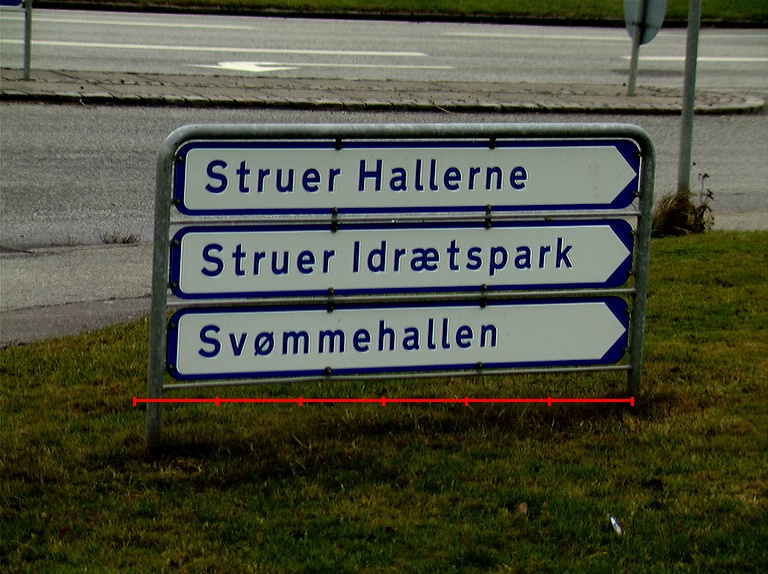 Struer Hallerne
Struer Idrætspark
Svømmehallen